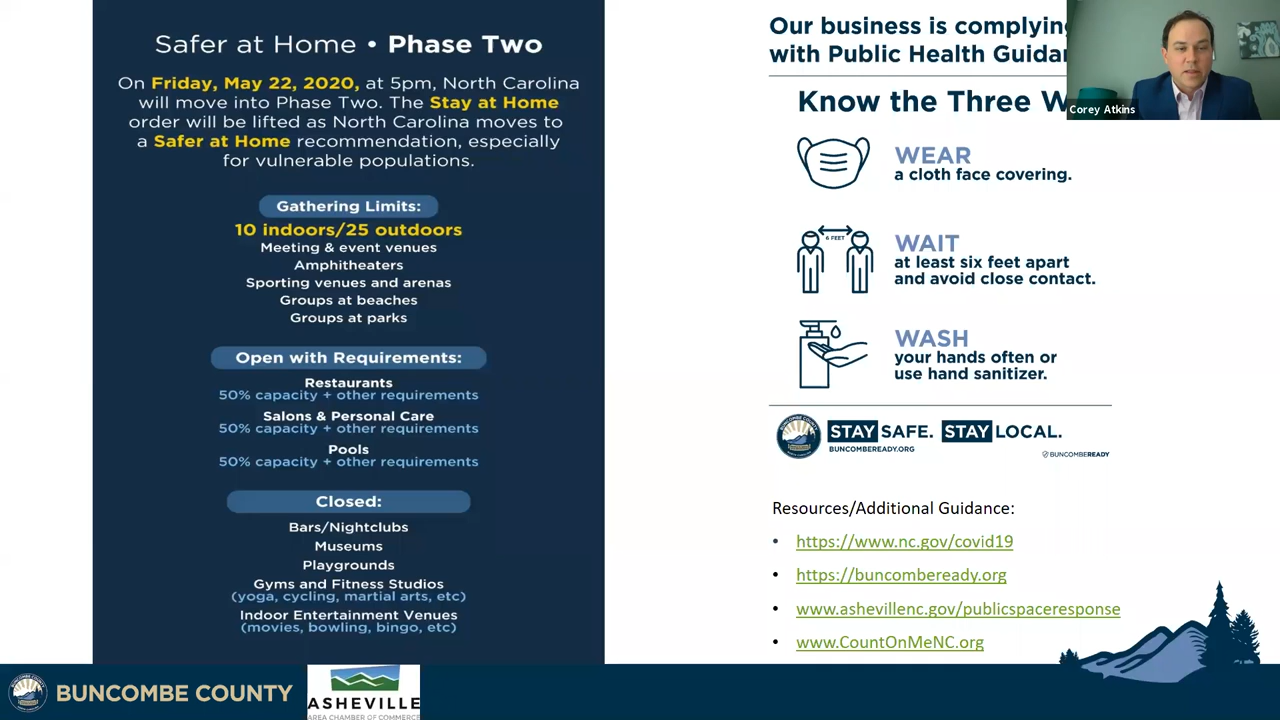 Safer at Home • Phase Two
On Friday, May 22, 2020, at 5pm, North Carolina
will move into Phase Two. The Stay at Home
order will be lifted as North Carolina moves to
a Safer at Home recommendation, especially
for vulnerable populations.
Gathering Limits:
10 indoors/25 outdoors
Meeting & event venues
Amphitheaters
Sporting venues and arenas
Groups at beaches
Groups at parks
Open with Requirements:
Restaurants
50% capacity + other requirements
Salons & Personal Care
50% capacity + other requirements
Pools
50% capacity + other requirements
Closed:
Bars/Nightclubs
Museums
Playgrounds
Gyms and Fitness Studios
(yoga, cycling, martial arts, etc)
Indoor Entertainment Venues
(movies, bowling, bingo, etc)
Our business is complying
with Public Health Guida
Know the Three W
Corey Atkins
WEAR
a cloth face covering.
6 FEET
WAIT
at least six feet apart
and avoid close contact.
WASH
your hands often or
use hand sanitizer.
BUNCOMBE COUNTY
STAY SAFE. STAY LOCAL.
BUNCOMBEREADY.ORG
BUNCOMBEREADY
Resources/Additional Guidance:
• https://www.nc.gov/covid19
• https://buncombeready.org
• www.ashevillenc.gov/publicspaceresponse
• www.CountOnMeNC.org
BUNCOMBE COUNTY
ASHEVILLE
AREA CHAMBER OF COMMERCE